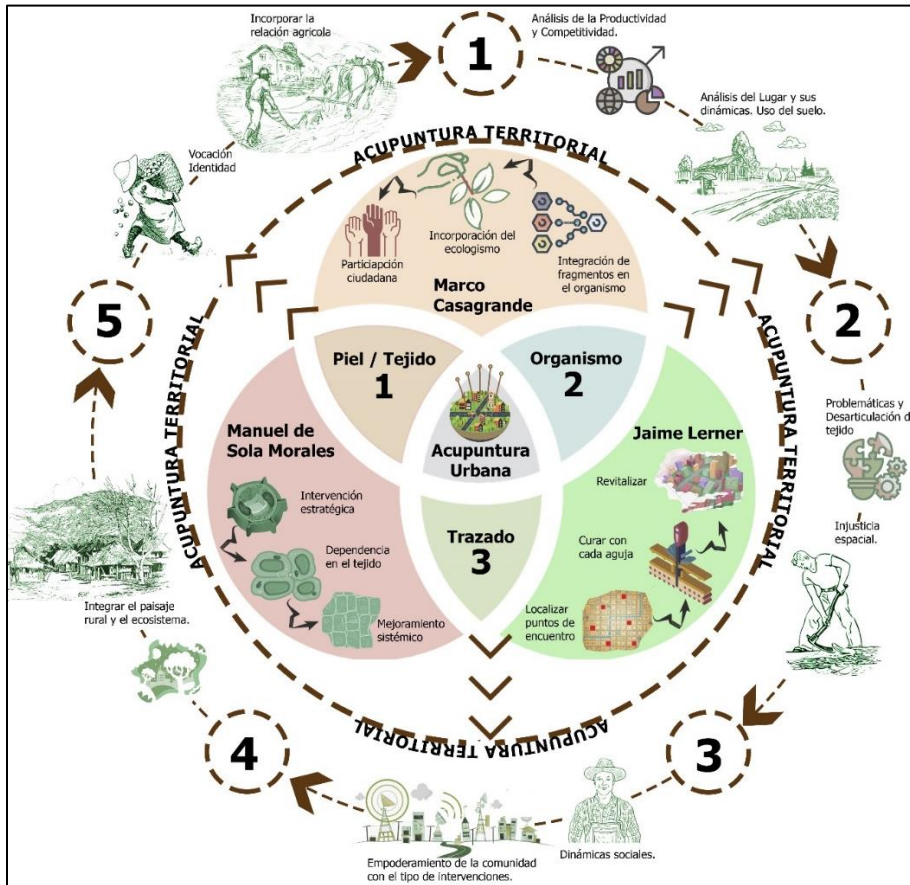 Incorporar la
relación agricola
1
Análisis de la Productividad
y Competitividad.
Análisis del Lugar y sus
dinámicas. Uso del suelo.
2
Problemáticas y
Desarticulación d
tejido
Injusticia
espacial.
3
Dinámicas sociales.
Empoderamiento de la comunidad
con el tipo de intervenciones.
4
Integrar el paisaje
rural y el ecosistema.
5
Vocación
Identidad
ACUPUNTURA TERRITORIAL
ACUPUNTURA TERRITORIAL
ACUPUNTURA TERRITORIAL
ACUPUNTURA TERRITORIAL
Particiapción
ciudadana
Incorporación del
ecologismo
Integración de
fragmentos en
el organismo
Marco
Casagrande
Piel / Tejido
1
Organismo
2
Acupuntura
Urbana
Trazado
3
Manuel de
Sola Morales
Intervención
estratégica
Dependencia
en el tejido
Mejoramiento
sistémico
Jaime Lerner
Revitalizar
Curar con
cada aguja
Localizar
puntos de
encuentro